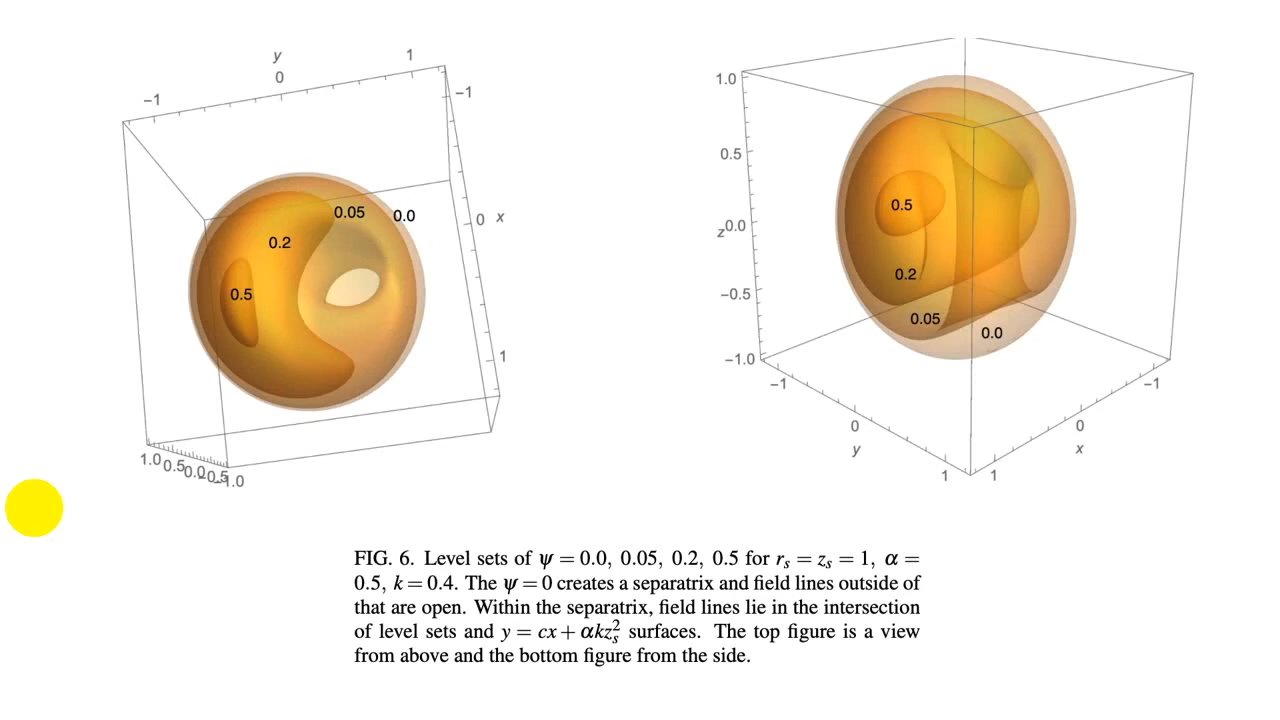 y
0
1
−1
−1
0 x
1
0.05
0.0
0.2
0.5
1.0
0.5
0.0
1.0
1.0
0.5
z 0.0
−0.5
−1.0
0.5
0.2
0.05
0.0
−1
0
y
1
−1
0
x
1
FIG. 6. Level sets of ψ = 0.0, 0.05, 0.2, 0.5 for rₛ = zₛ = 1, α =
0.5, k = 0.4. The ψ = 0 creates a separatrix and field lines outside of
that are open. Within the separatrix, field lines lie in the intersection
of level sets and y = cx + αkzₛ² surfaces. The top figure is a view
from above and the bottom figure from the side.